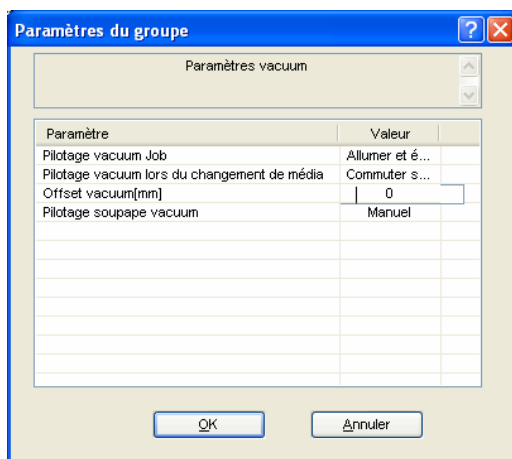 Paramètres du groupe
Paramètres vacuum
Paramètre Valeur
Pilotage vacuum Job Allumer et é...
Pilotage vacuum lors du changement de média Commuter s...
Offset vacuum[mm] 0
Pilotage soupape vacuum Manuel
OK Annuler